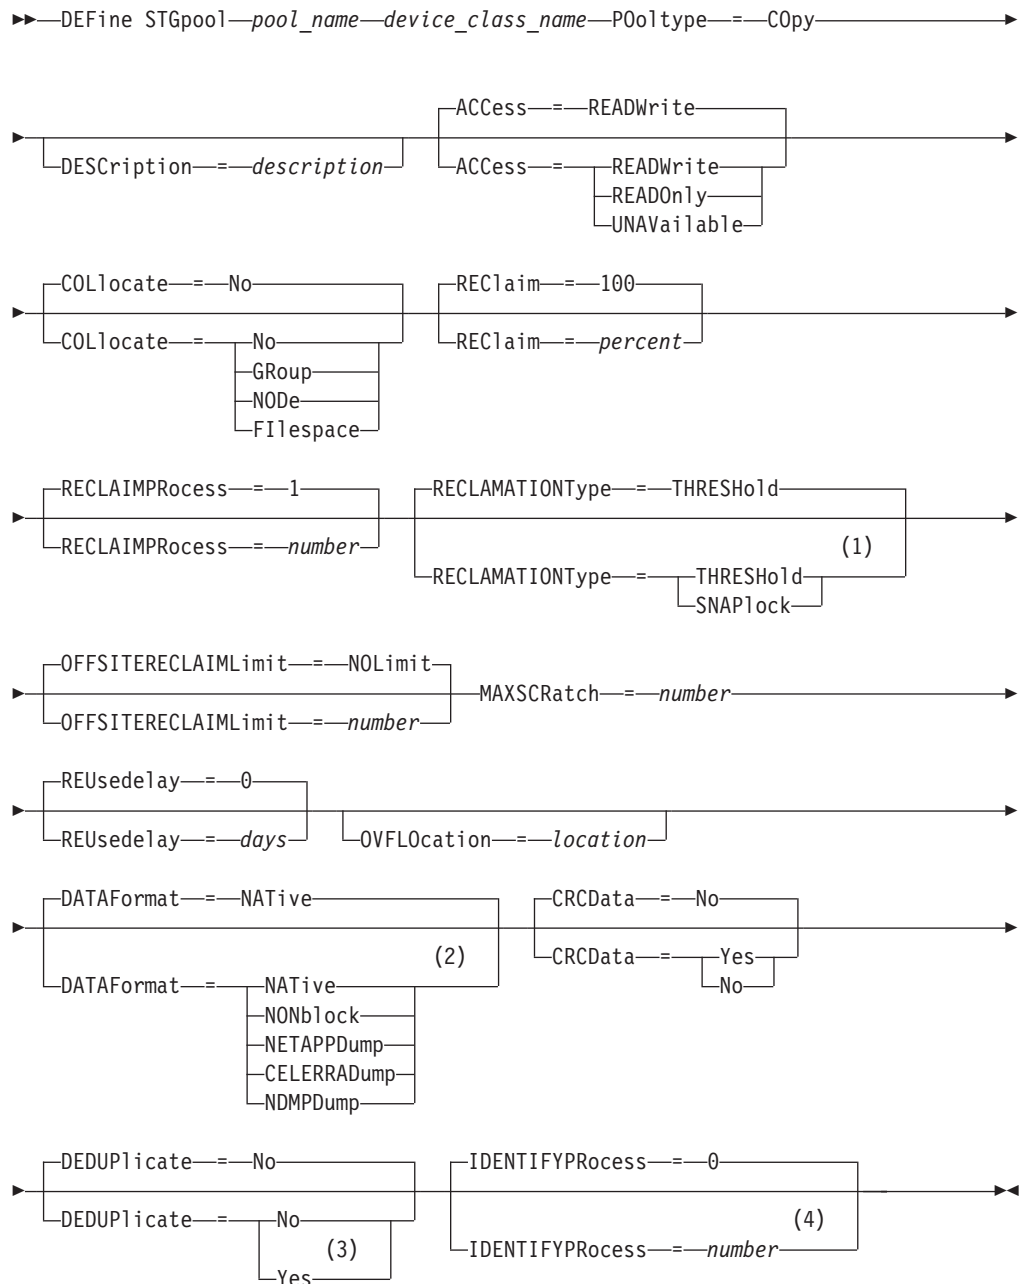 DEFine STGpool pool_name device_class_name POoltype = COpy
ACCess = READWrite
DESCription = description
ACCess = READWrite
READOnly
UNAVailable
COLlocate = No
REClaim = 100
COLlocate = No
REClaim = percent
GRoup
NODe
FIlespace
RECLAIMPRocess = 1
RECLAMATIONType = THRESHold
RECLAIMPRocess = number
(1)
RECLAMATIONType = THRESHold
SNAPlock
OFFSITERECLAIMLimit = NOLimit
MAXSCRatch = number
OFFSITERECLAIMLimit = number
REUsedelay = 0
REUsedelay = days
OVFLOcation = location
DATAFormat = NATive
CRCData = No
(2)
CRCData = Yes
No
DATAFormat = NATive
NONblock
NETAPPDump
CELERRADump
NDMPDump
DEDUPlicate = No
IDENTIFYPRocess = 0
DEDUPlicate = No
(4)
(3)
IDENTIFYPRocess = number
Yes